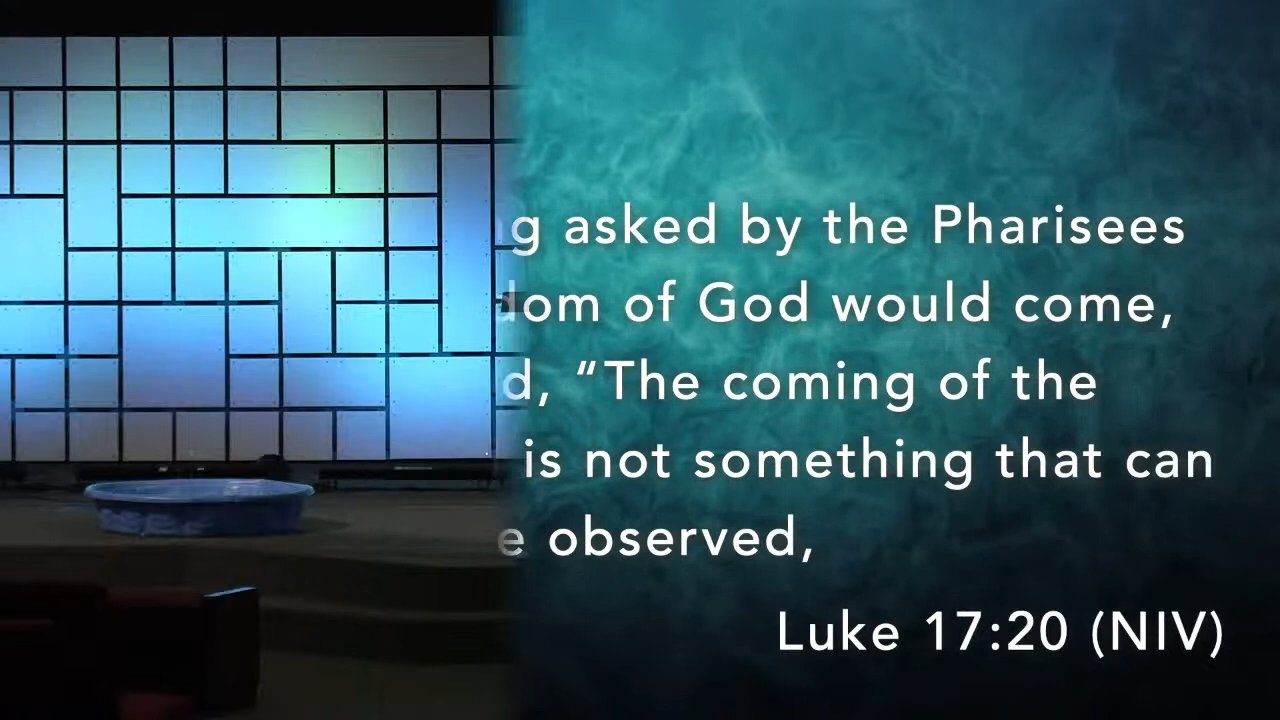 g asked by the Pharisees
dom of God would come,
d, “The coming of the
is not something that can
e observed,
Luke 17:20 (NIV)